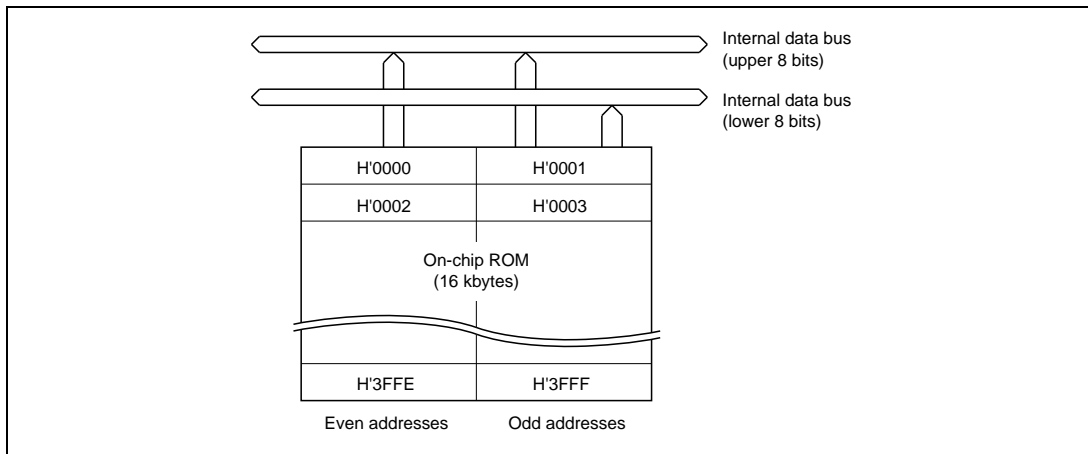 Internal data bus
(upper 8 bits)
Internal data bus
(lower 8 bits)
H'0000
H'0001
H'0002
H'0003
On-chip ROM
(16 kbytes)
H'3FFE
H'3FFF
Even addresses
Odd addresses